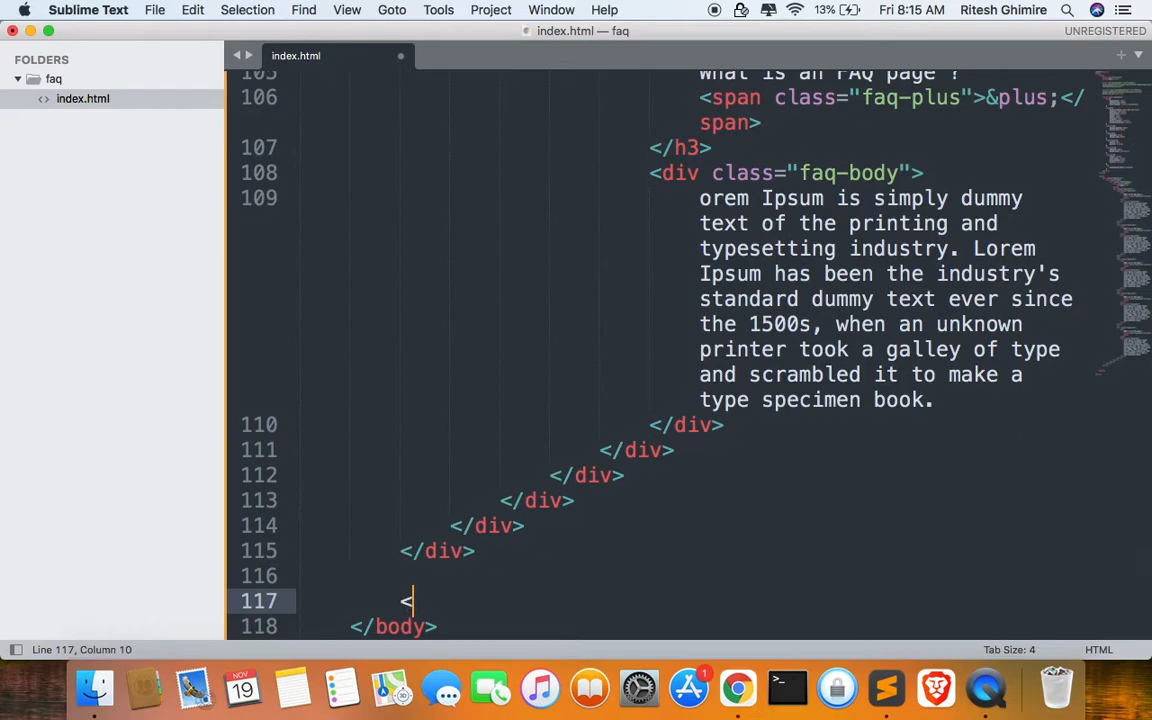 Sublime Text File Edit Selection Find View Goto Tools Project Window Help 13% Fri 8:15 AM Ritesh Ghimire
index.html — faq UNREGISTERED
FOLDERS
faq
index.html
index.html
105 What is an FAQ page ?
106 <span class="faq-plus">&plus;</
span>
107 </h3>
108 <div class="faq-body">
109 orem Ipsum is simply dummy
text of the printing and
typesetting industry. Lorem
Ipsum has been the industry's
standard dummy text ever since
the 1500s, when an unknown
printer took a galley of type
and scrambled it to make a
type specimen book.
110 </div>
111 </div>
112 </div>
113 </div>
114 </div>
115 </div>
116
117 <
118 </body>
Line 117, Column 10 Tab Size: 4 HTML
NOV
19
1